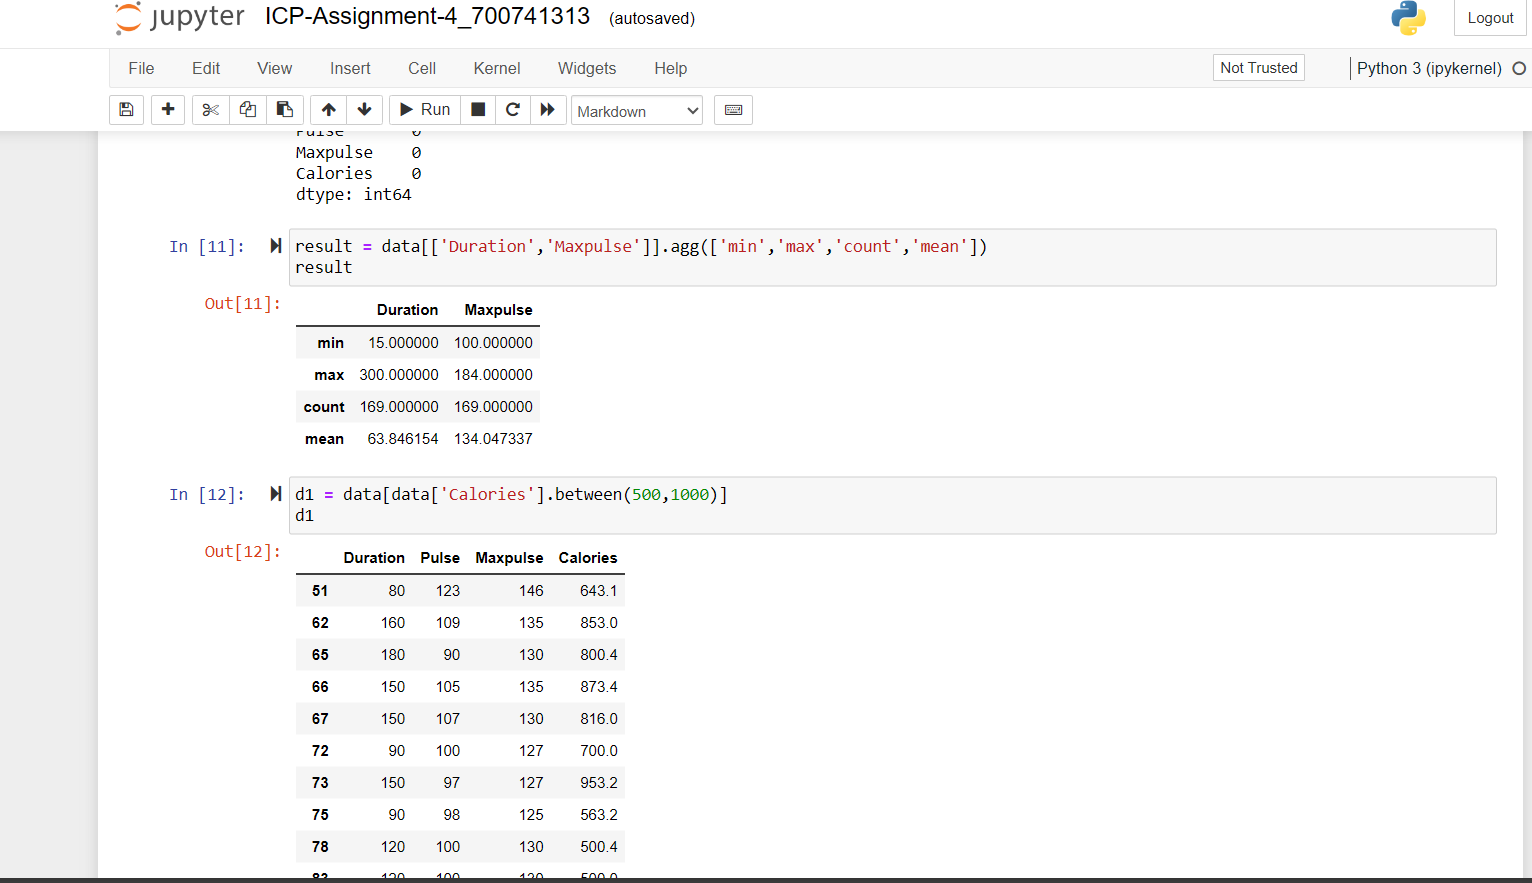 jupyter ICP-Assignment-4_700741313 (autosaved) Logout
File Edit View Insert Cell Kernel Widgets Help Not Trusted Python 3 (ipykernel)
Run Markdown
Pulse 0
Maxpulse 0
Calories 0
dtype: int64
In [11]: result = data[['Duration','Maxpulse']].agg(['min','max','count','mean'])
result
Out[11]:
Duration Maxpulse
min 15.000000 100.000000
max 300.000000 184.000000
count 169.000000 169.000000
mean 63.846154 134.047337
In [12]: d1 = data[data['Calories'].between(500,1000)]
d1
Out[12]:
Duration Pulse Maxpulse Calories
51 80 123 146 643.1
62 160 109 135 853.0
65 180 90 130 800.4
66 150 105 135 873.4
67 150 107 130 816.0
72 90 100 127 700.0
73 150 97 127 953.2
75 90 98 125 563.2
78 120 100 130 500.4